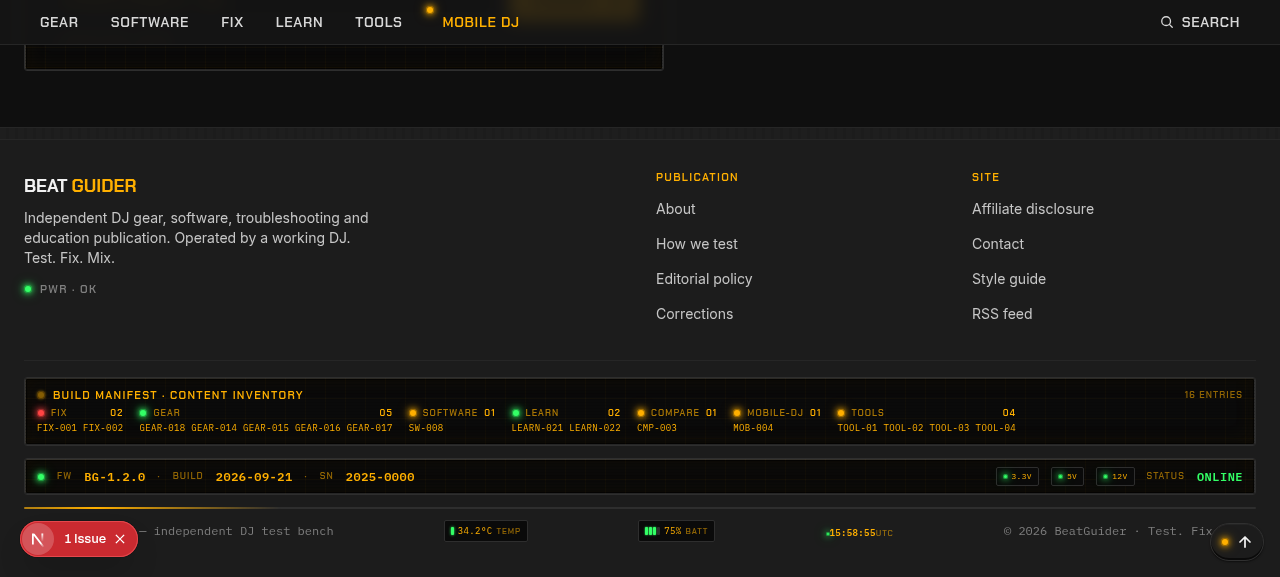 GEAR SOFTWARE FIX LEARN TOOLS MOBILE DJ SEARCH
BEAT GUIDER
Independent DJ gear, software, troubleshooting and
education publication. Operated by a working DJ.
Test. Fix. Mix.
PWR · OK
PUBLICATION
About
How we test
Editorial policy
Corrections
SITE
Affiliate disclosure
Contact
Style guide
RSS feed
BUILD MANIFEST · CONTENT INVENTORY 16 ENTRIES
FIX 02 GEAR 05 SOFTWARE 01 LEARN 02 COMPARE 01 MOBILE-DJ 01 TOOLS 04
FIX-001 FIX-002 GEAR-018 GEAR-014 GEAR-015 GEAR-016 GEAR-017 SW-008 LEARN-021 LEARN-022 CMP-003 MOB-004 TOOL-01 TOOL-02 TOOL-03 TOOL-04
FW BG-1.2.0 · BUILD 2026-09-21 · SN 2025-0000 3.3V 5V 12V STATUS ONLINE
— independent DJ test bench 34.2°C TEMP 75% BATT 15:58:55 UTC © 2026 BeatGuider · Test. Fix
N 1 Issue